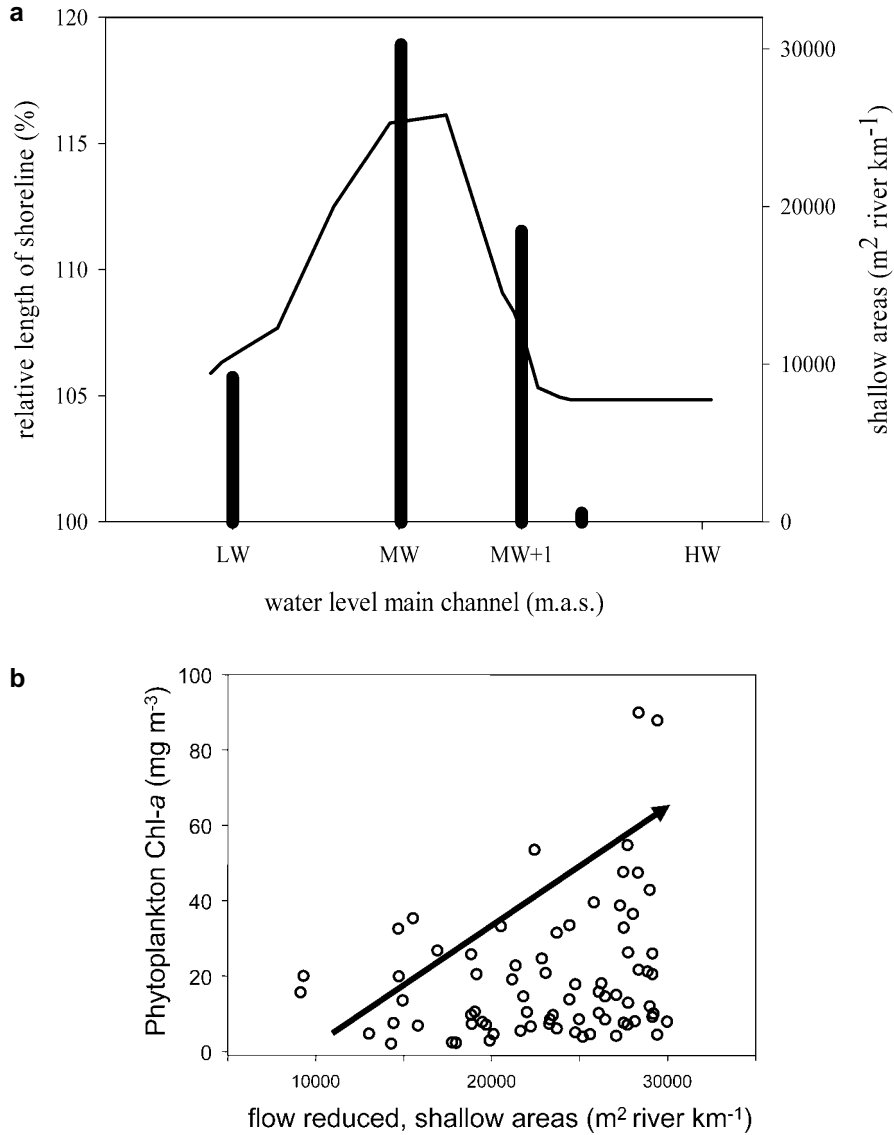 a
120
115
110
105
100
relative length of shoreline (%)
30000
20000
10000
0
shallow areas (m² river km⁻¹)
LW
MW
MW+1
HW
water level main channel (m.a.s.)
b
100
80
60
40
20
0
Phytoplankton Chl-a (mg m⁻³)
10000
20000
30000
flow reduced, shallow areas (m² river km⁻¹)